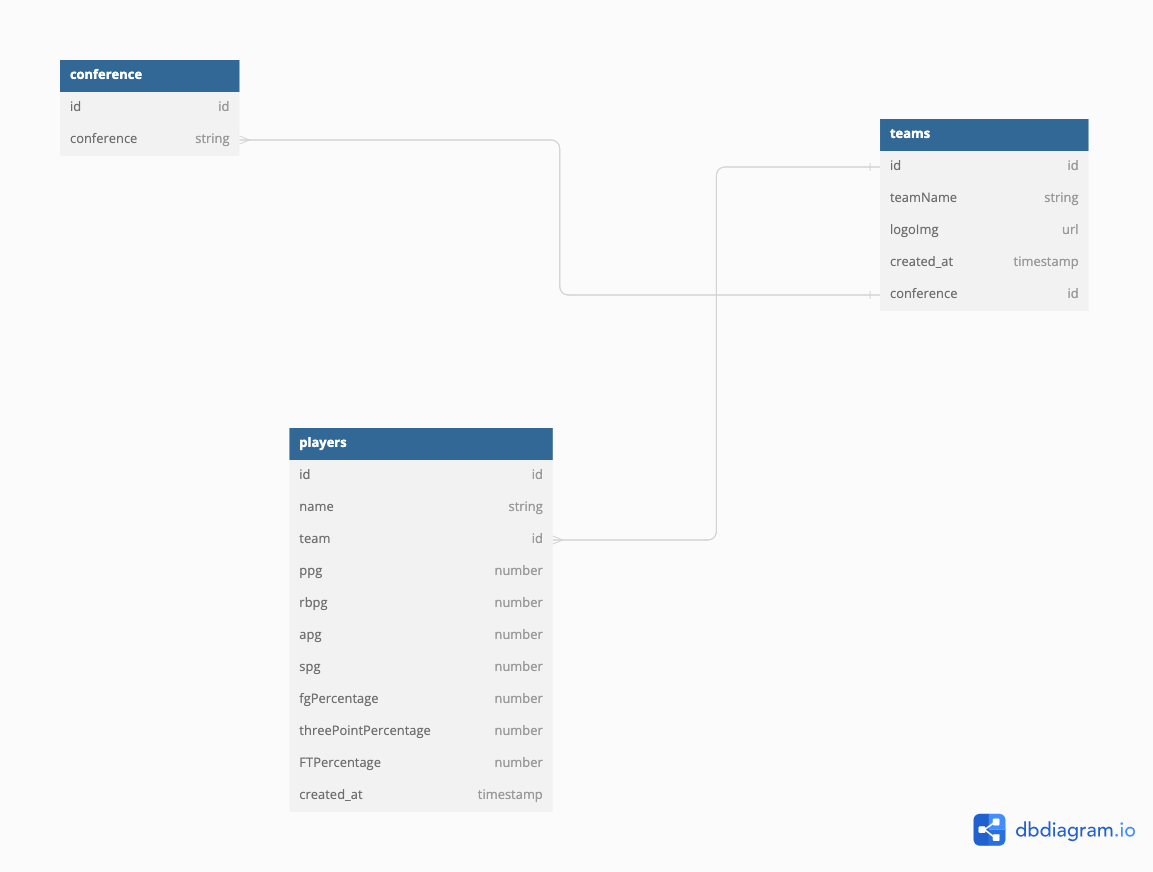 conference
id id
conference string
teams
id id
teamName string
logoImg url
created_at timestamp
conference id
players
id id
name string
team id
ppg number
rbpg number
apg number
spg number
fgPercentage number
threePointPercentage number
FTPercentage number
created_at timestamp
dbdiagram.io